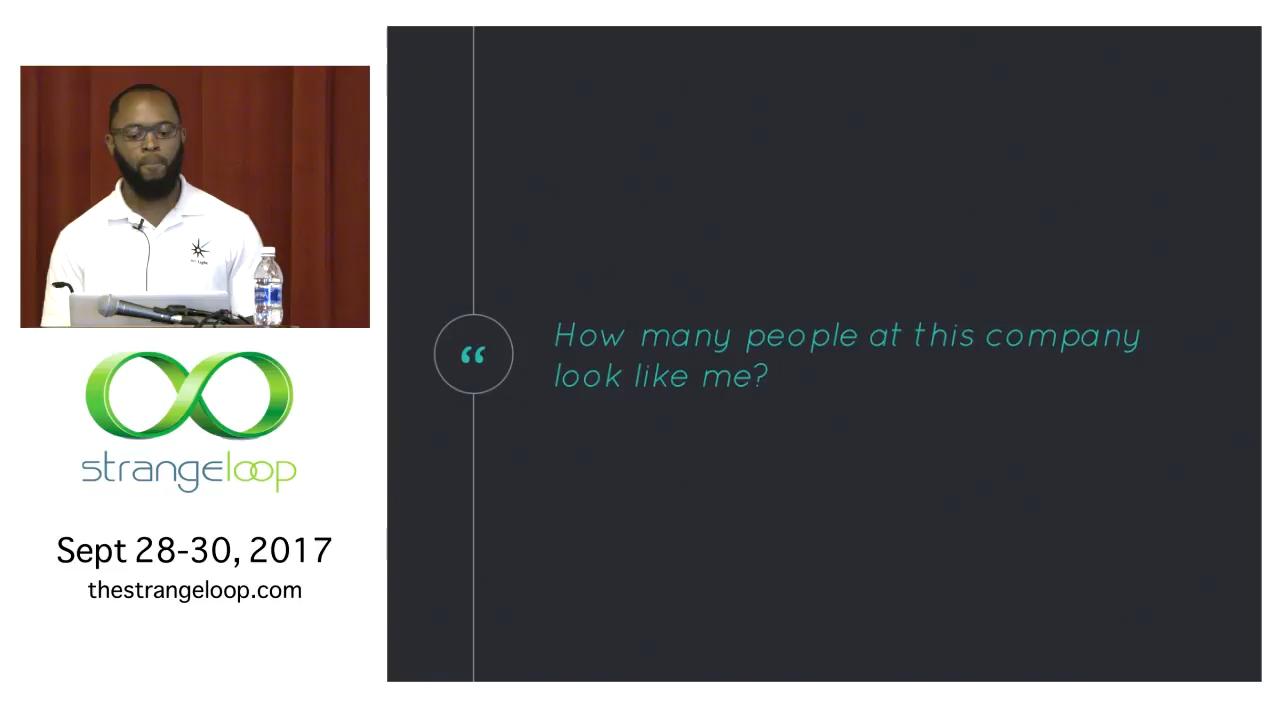 How many people at this company
look like me?
strangeloop
Sept 28-30, 2017
thestrangeloop.com